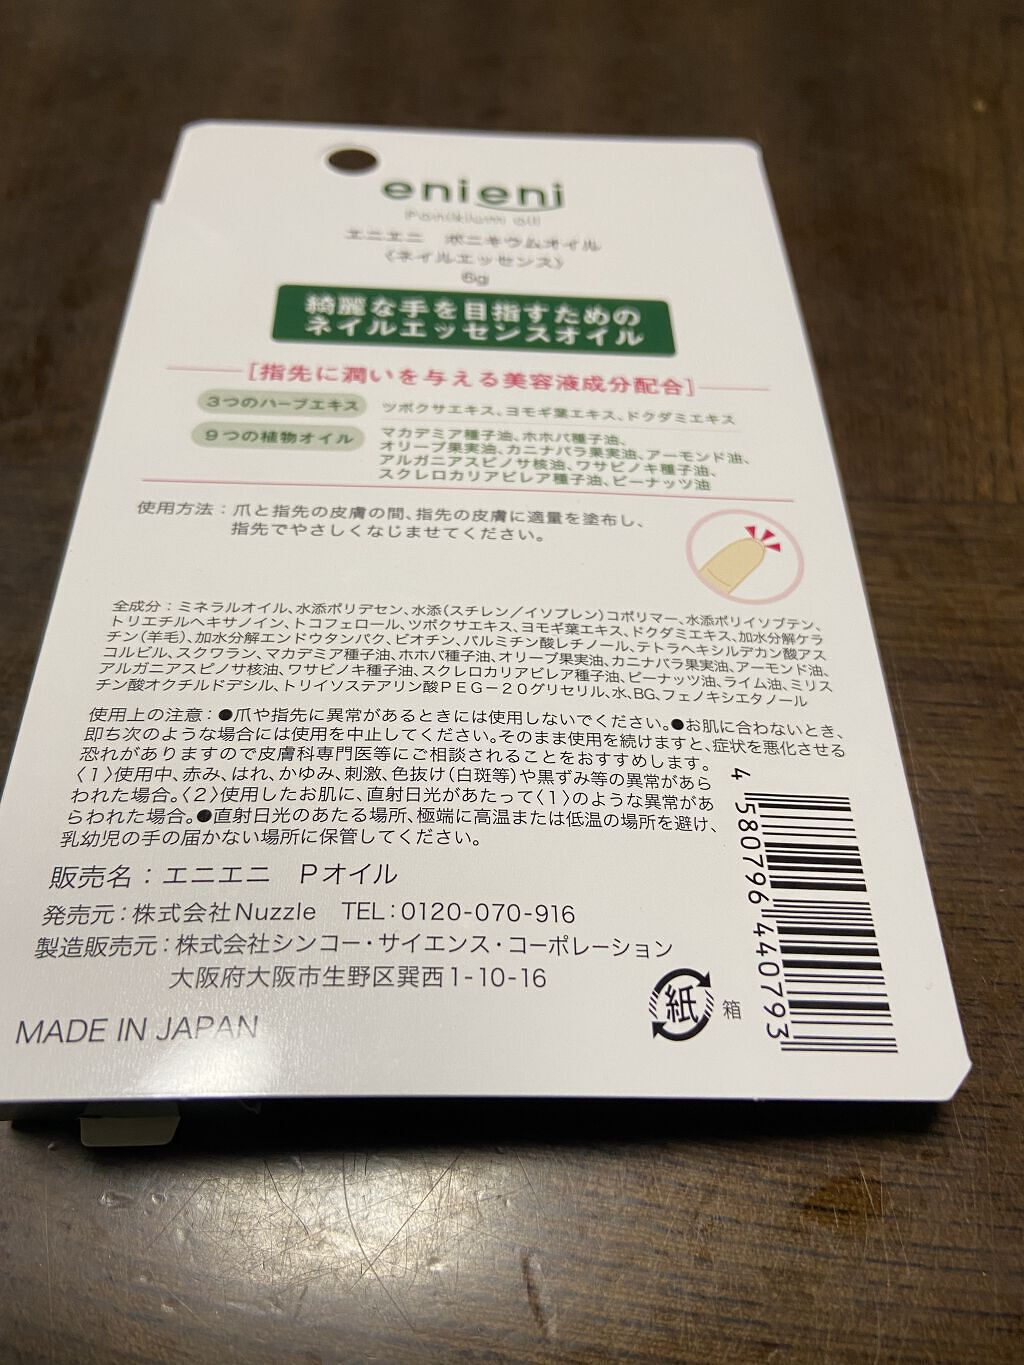 enieni
Ponikium oil
エニエニ ポニキウムオイル
〈ネイルエッセンス〉
6g
綺麗な手を目指すための
ネイルエッセンスオイル
[指先に潤いを与える美容液成分配合]
3つのハーブエキス ツボクサエキス、ヨモギ葉エキス、ドクダミエキス
9つの植物オイル マカデミア種子油、ホホバ種子油、
オリーブ果実油、カニナバラ果実油、アーモンド油、
アルガニアスピノサ核油、ワサビノキ種子油、
スクレロカリアビレア種子油、ピーナッツ油
使用方法：爪と指先の皮膚の間、指先の皮膚に適量を塗布し、
指先でやさしくなじませてください。
全成分：ミネラルオイル、水添ポリデセン、水添(スチレン／イソプレン)コポリマー、水添ポリイソブテン、
トリエチルヘキサノイン、トコフェロール、ツボクサエキス、ヨモギ葉エキス、ドクダミエキス、加水分解ケラ
チン(羊毛)、加水分解エンドウタンパク、ビオチン、パルミチン酸レチノール、テトラヘキシルデカン酸アス
コルビル、スクワラン、マカデミア種子油、ホホバ種子油、オリーブ果実油、カニナバラ果実油、アーモンド油、
アルガニアスピノサ核油、ワサビノキ種子油、スクレロカリアビレア種子油、ピーナッツ油、ライム油、ミリス
チン酸オクチルドデシル、トリイソステアリン酸PEG－20グリセリル、水、BG、フェノキシエタノール
使用上の注意：●爪や指先に異常があるときには使用しないでください。●お肌に合わないとき、
即ち次のような場合には使用を中止してください。そのまま使用を続けますと、症状を悪化させる
恐れがありますので皮膚科専門医等にご相談されることをおすすめします。
〈1〉使用中、赤み、はれ、かゆみ、刺激、色抜け(白斑等)や黒ずみ等の異常があら
われた場合。〈2〉使用したお肌に、直射日光があたって〈1〉のような異常があ
らわれた場合。●直射日光のあたる場所、極端に高温または低温の場所を避け、
乳幼児の手の届かない場所に保管してください。
販売名：エニエニ Pオイル
発売元：株式会社Nuzzle TEL：0120-070-916
製造販売元：株式会社シンコー・サイエンス・コーポレーション
大阪府大阪市生野区巽西1-10-16
MADE IN JAPAN
紙 箱
4 580796 440793